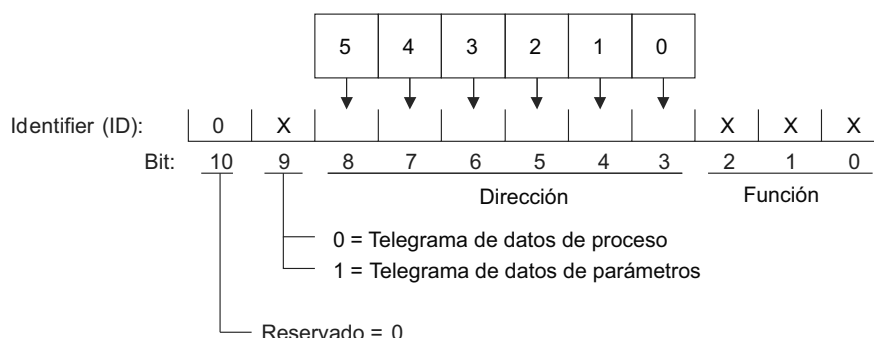 5 4 3 2 1 0
Identifier (ID): 0 X X X X
Bit: 10 9 8 7 6 5 4 3 2 1 0
Dirección Función
0 = Telegrama de datos de proceso
1 = Telegrama de datos de parámetros
Reservado = 0